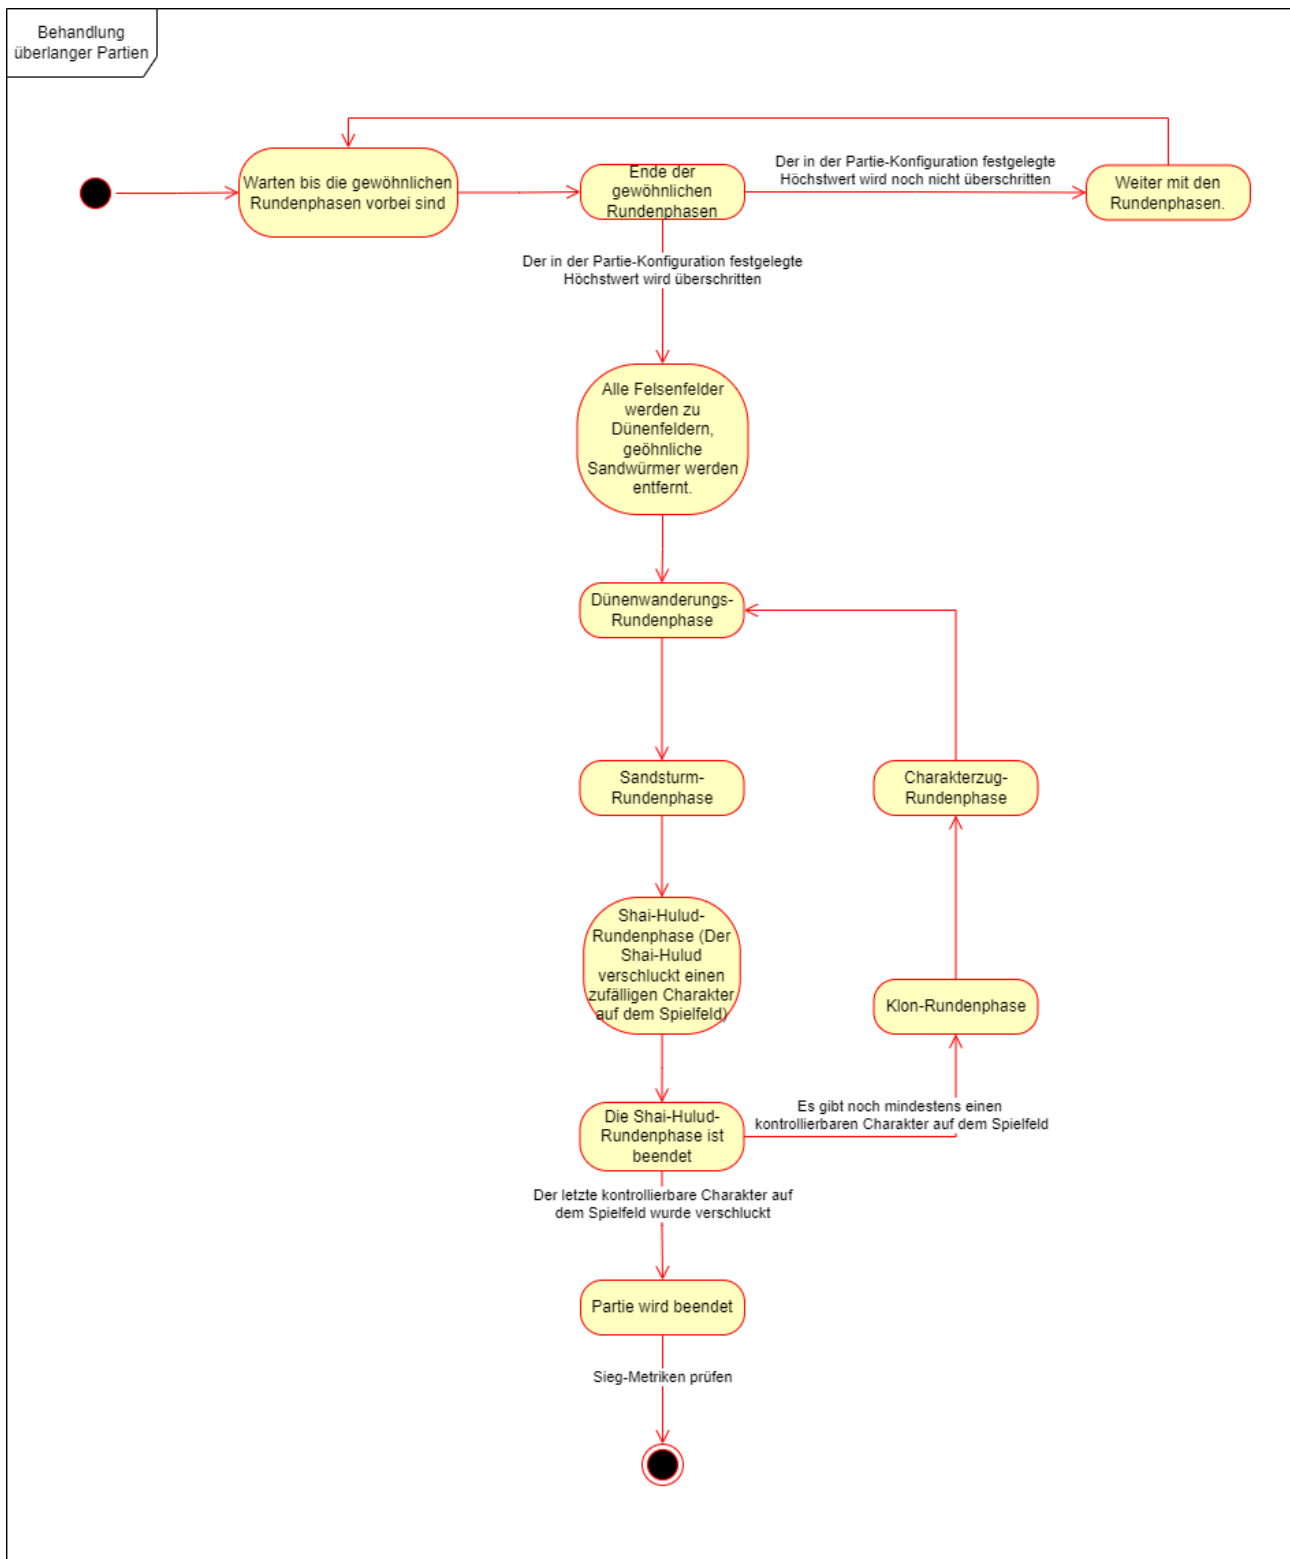 Behandlung
überlanger Partien
Warten bis die gewöhnlichen
Rundenphasen vorbei sind
Ende der
gewöhnlichen
Rundenphasen
Der in der Partie-Konfiguration festgelegte
Höchstwert wird noch nicht überschritten
Weiter mit den
Rundenphasen.
Der in der Partie-Konfiguration festgelegte
Höchstwert wird überschritten
Alle Felsenfelder
werden zu
Dünenfeldern,
geöhnliche
Sandwürmer werden
entfernt.
Dünenwanderungs-
Rundenphase
Sandsturm-
Rundenphase
Charakterzug-
Rundenphase
Shai-Hulud-
Rundenphase (Der
Shai-Hulud
verschluckt einen
zufälligen Charakter
auf dem Spielfeld)
Klon-Rundenphase
Die Shai-Hulud-
Rundenphase ist
beendet
Es gibt noch mindestens einen
kontrollierbaren Charakter auf dem Spielfeld
Der letzte kontrollierbare Charakter auf
dem Spielfeld wurde verschluckt
Partie wird beendet
Sieg-Metriken prüfen